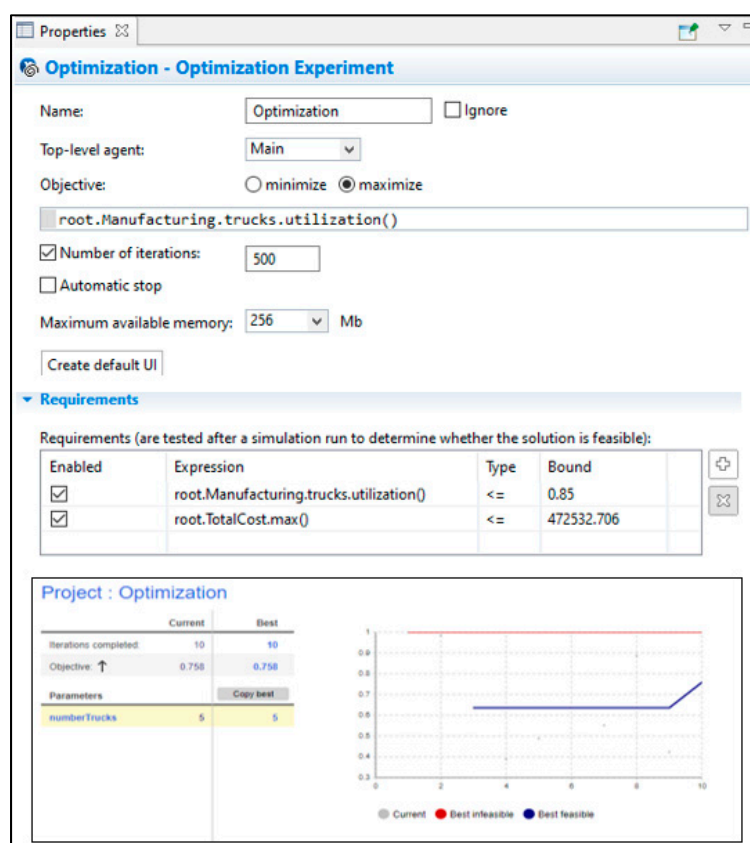 Properties
Optimization - Optimization Experiment
Name: Optimization Ignore
Top-level agent: Main
Objective: minimize maximize
root.Manufacturing.trucks.utilization()
Number of iterations: 500
Automatic stop
Maximum available memory: 256 Mb
Create default UI
Requirements
Requirements (are tested after a simulation run to determine whether the solution is feasible):
Enabled Expression Type Bound
root.Manufacturing.trucks.utilization() <= 0.85
root.TotalCost.max() <= 472532.706
Project : Optimization
Current Best
Iterations completed: 10 10
Objective: ↑ 0.758 0.758
Parameters Copy best
numberTrucks 5 5
1
0.9
0.8
0.7
0.6
0.5
0.4
0.3
0 2 4 6 8 10
Current Best infeasible Best feasible